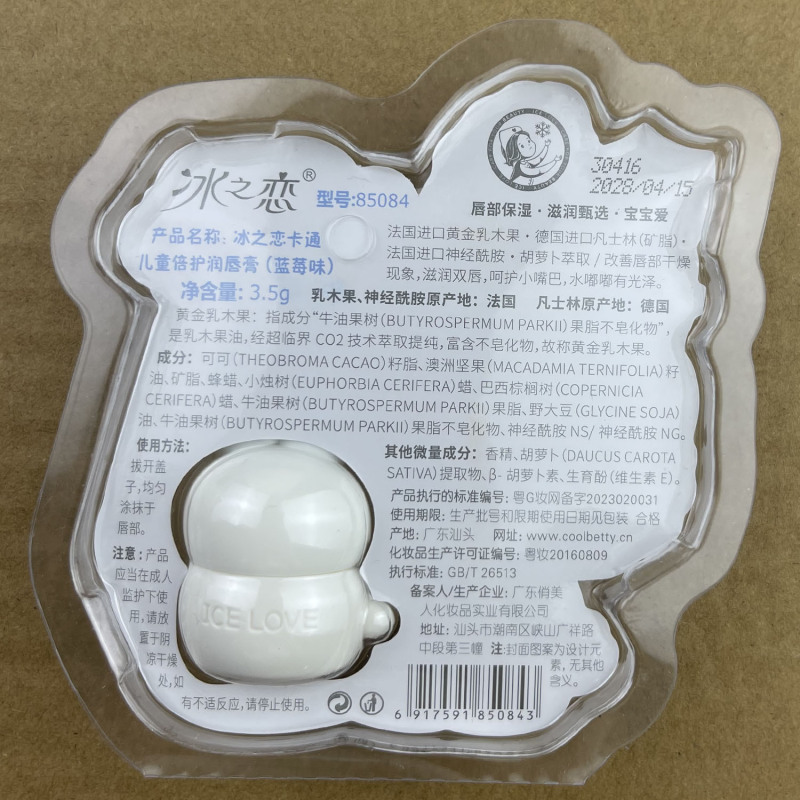 冰之恋®
型号:85084
产品名称: 冰之恋卡通
儿童倍护润唇膏(蓝莓味)
净含量: 3.5g
30416
2028/04/15
唇部保湿·滋润甄选·宝宝爱
法国进口黄金乳木果·德国进口凡士林(矿脂)·
法国进口神经酰胺·胡萝卜萃取/改善唇部干燥
现象,滋润双唇,呵护小嘴巴,水嘟嘟有光泽。
乳木果、神经酰胺原产地: 法国 凡士林原产地: 德国
黄金乳木果: 指成分“牛油果树(BUTYROSPERMUM PARKII)果脂不皂化物”,
是乳木果油,经超临界 CO2 技术萃取提纯,富含不皂化物,故称黄金乳木果。
成分: 可可(THEOBROMA CACAO)籽脂、澳洲坚果(MACADAMIA TERNIFOLIA)籽
油、矿脂、蜂蜡、小烛树(EUPHORBIA CERIFERA)蜡、巴西棕榈树(COPERNICIA
CERIFERA)蜡、牛油果树(BUTYROSPERMUM PARKII)果脂、野大豆(GLYCINE SOJA)
油、牛油果树(BUTYROSPERMUM PARKII)果脂不皂化物、神经酰胺 NS/ 神经酰胺 NG。
其他微量成分: 香精、胡萝卜(DAUCUS CAROTA
SATIVA)提取物、β- 胡萝卜素、生育酚(维生素 E)。
使用方法:
拔开盖
子,均匀
涂抹于
唇部。
注意: 产品
应当在成人
监护下使
用,请放
置于阴
凉干燥
处,如
有不适反应,请停止使用。
产品执行的标准编号: 粤G妆网备字2023020031
使用期限: 生产批号和限期使用日期见包装 合格
产地: 广东汕头 网址: www.coolbetty.cn
化妆品生产许可证编号: 粤妆20160809
执行标准: GB/T 26513
备案人/生产企业: 广东俏美
人化妆品实业有限公司
地址: 汕头市潮南区峡山广祥路
中段第三幢 注:封面图案为设计元
素,无其他
含义。
ICE LOVE
6 917591 850843